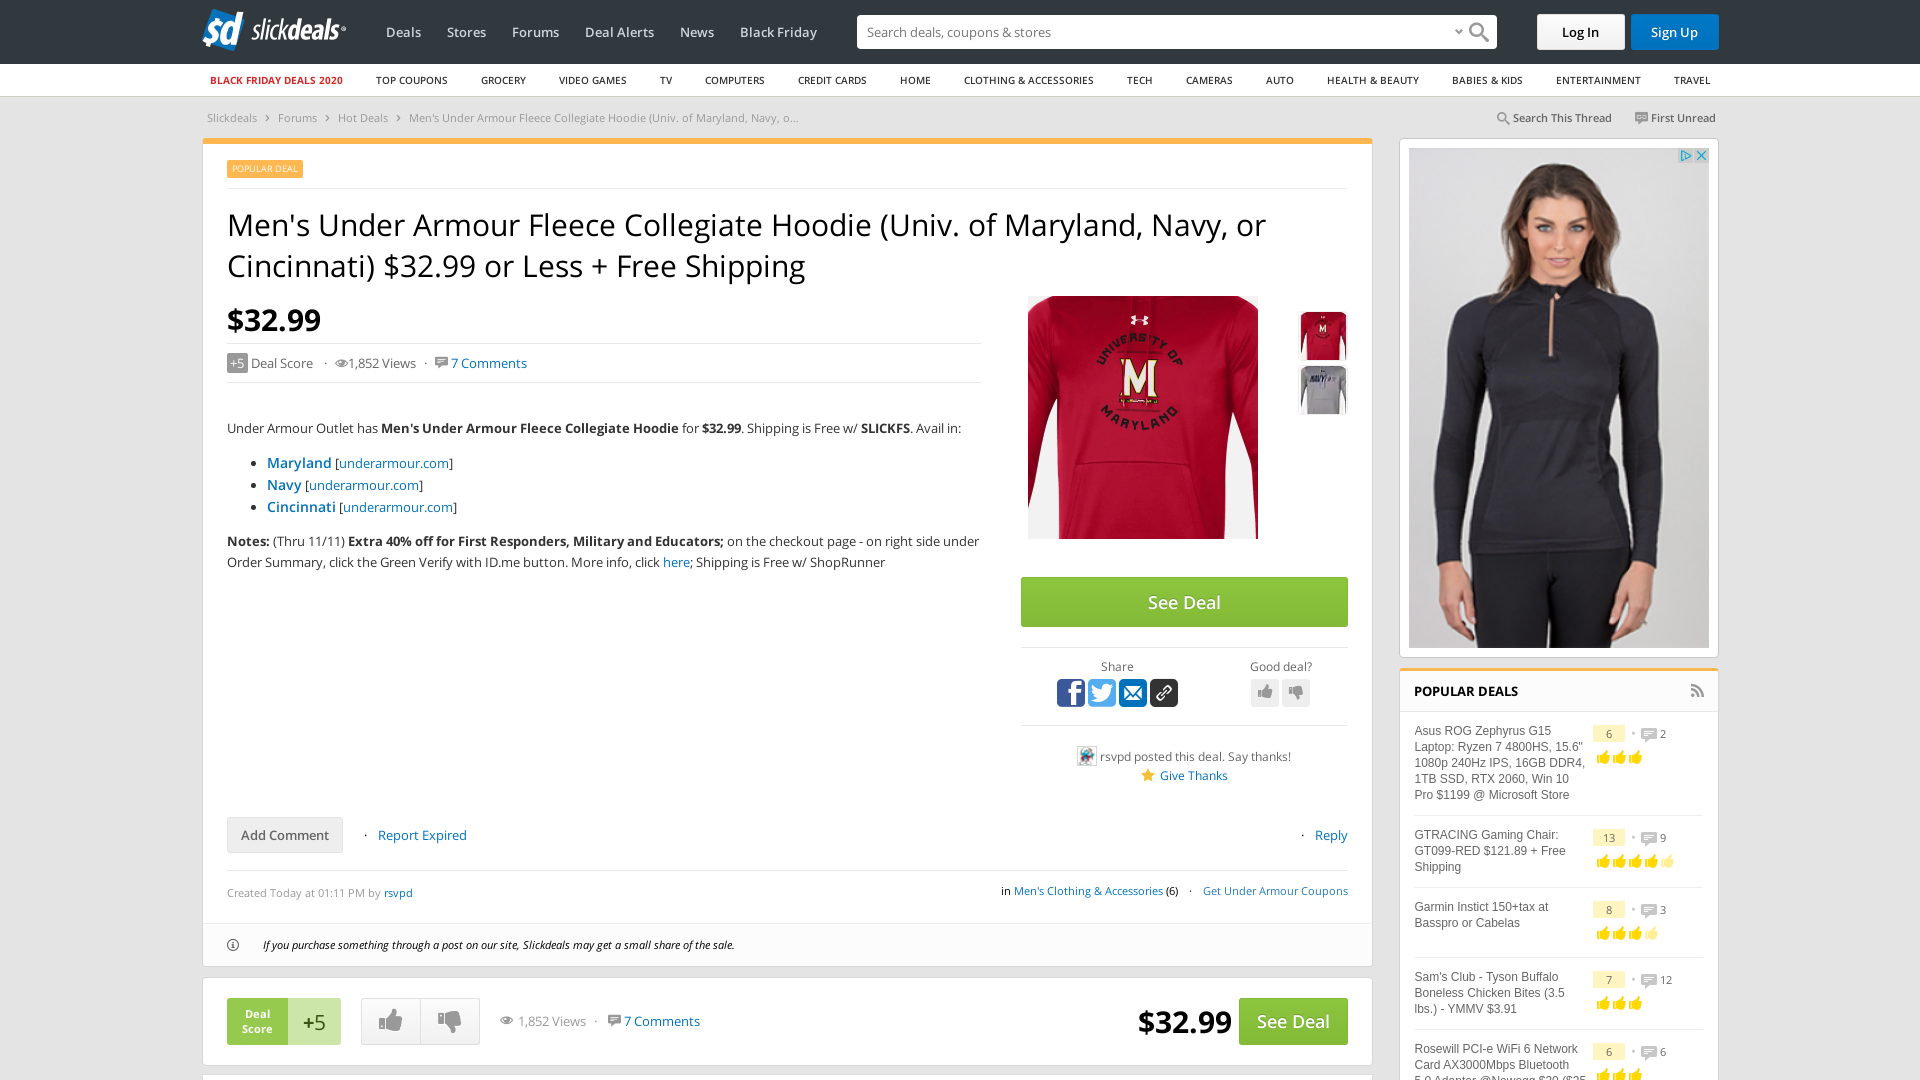 slickdeals
Deals
Stores
Forums
Deal Alerts
News
Black Friday
Search deals, coupons & stores
Log In
Sign Up
BLACK FRIDAY DEALS 2020
TOP COUPONS
GROCERY
VIDEO GAMES
TV
COMPUTERS
CREDIT CARDS
HOME
CLOTHING & ACCESSORIES
TECH
CAMERAS
AUTO
HEALTH & BEAUTY
BABIES & KIDS
ENTERTAINMENT
TRAVEL
Slickdeals › Forums › Hot Deals › Men's Under Armour Fleece Collegiate Hoodie (Univ. of Maryland, Navy, o...
Search This Thread
First Unread
POPULAR DEAL
Men's Under Armour Fleece Collegiate Hoodie (Univ. of Maryland, Navy, or
Cincinnati) $32.99 or Less + Free Shipping
$32.99
+5 Deal Score · 1,852 Views · 7 Comments
UNIVERSITY OF
M
MARYLAND
Under Armour Outlet has Men's Under Armour Fleece Collegiate Hoodie for $32.99. Shipping is Free w/ SLICKFS. Avail in:
• Maryland [underarmour.com]
• Navy [underarmour.com]
• Cincinnati [underarmour.com]
Notes: (Thru 11/11) Extra 40% off for First Responders, Military and Educators; on the checkout page - on right side under
Order Summary, click the Green Verify with ID.me button. More info, click here; Shipping is Free w/ ShopRunner
See Deal
Share
Good deal?
rsvpd posted this deal. Say thanks!
Give Thanks
Add Comment · Report Expired
· Reply
Created Today at 01:11 PM by rsvpd
in Men's Clothing & Accessories (6) · Get Under Armour Coupons
If you purchase something through a post on our site, Slickdeals may get a small share of the sale.
Deal
Score
+5
1,852 Views · 7 Comments
$32.99
See Deal
POPULAR DEALS
Asus ROG Zephyrus G15
Laptop: Ryzen 7 4800HS, 15.6"
1080p 240Hz IPS, 16GB DDR4,
1TB SSD, RTX 2060, Win 10
Pro $1199 @ Microsoft Store
6 • 2
GTRACING Gaming Chair:
GT099-RED $121.89 + Free
Shipping
13 • 9
Garmin Instict 150+tax at
Basspro or Cabelas
8 • 3
Sam's Club - Tyson Buffalo
Boneless Chicken Bites (3.5
lbs.) - YMMV $3.91
7 • 12
Rosewill PCI-e WiFi 6 Network
Card AX3000Mbps Bluetooth
5.0 Adapter @Newegg $20 ($25
6 • 6